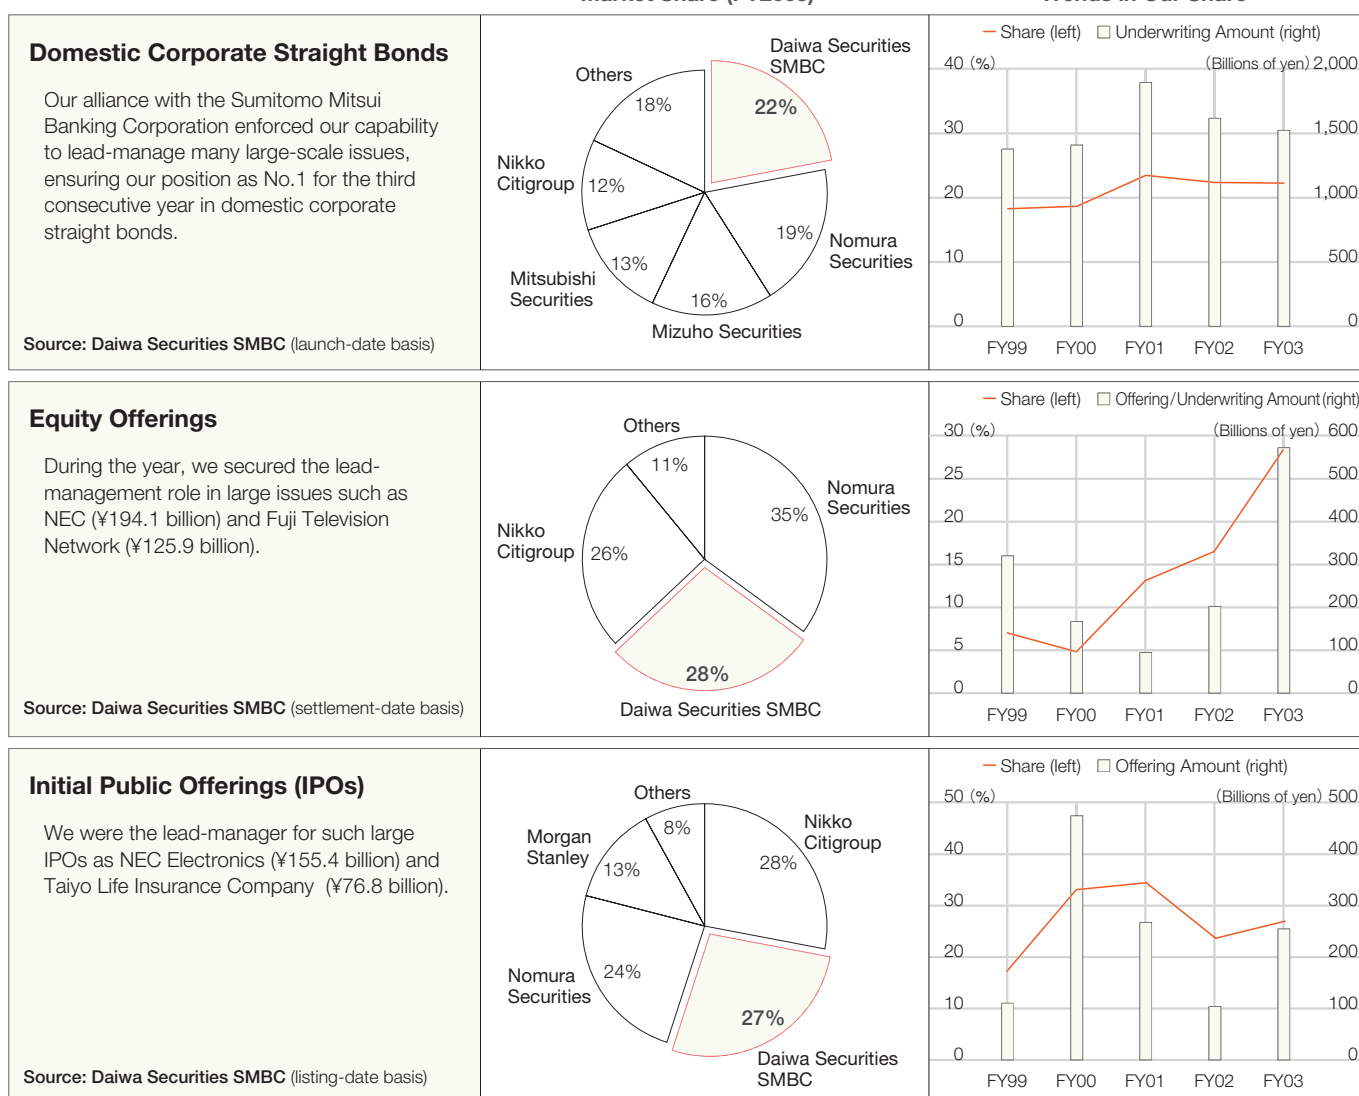 Domestic Corporate Straight Bonds
Our alliance with the Sumitomo Mitsui
Banking Corporation enforced our capability
to lead-manage many large-scale issues,
ensuring our position as No.1 for the third
consecutive year in domestic corporate
straight bonds.
Source: Daiwa Securities SMBC (launch-date basis)
Daiwa Securities
SMBC
22%
Others
18%
Nikko
Citigroup
12%
19%
Nomura
Securities
13%
Mitsubishi
Securities
16%
Mizuho Securities
Share (left) Underwriting Amount (right)
40 (%)
(Billions of yen) 2,000
30
1,500
20
1,000
10
500
0
0
FY99 FY00 FY01 FY02 FY03
Equity Offerings
During the year, we secured the lead-
management role in large issues such as
NEC (¥194.1 billion) and Fuji Television
Network (¥125.9 billion).
Source: Daiwa Securities SMBC (settlement-date basis)
Others
11%
Nomura
Securities
35%
Nikko
Citigroup
26%
28%
Daiwa Securities SMBC
Share (left) Offering/Underwriting Amount (right)
30 (%)
(Billions of yen) 600
25
500
20
400
15
300
10
200
5
100
0
0
FY99 FY00 FY01 FY02 FY03
Initial Public Offerings (IPOs)
We were the lead-manager for such large
IPOs as NEC Electronics (¥155.4 billion) and
Taiyo Life Insurance Company (¥76.8 billion).
Source: Daiwa Securities SMBC (listing-date basis)
Others
8%
Nikko
Citigroup
28%
Morgan
Stanley
13%
24%
Nomura
Securities
27%
Daiwa Securities
SMBC
Share (left) Offering Amount (right)
50 (%)
(Billions of yen) 500
40
400
30
300
20
200
10
100
0
0
FY99 FY00 FY01 FY02 FY03